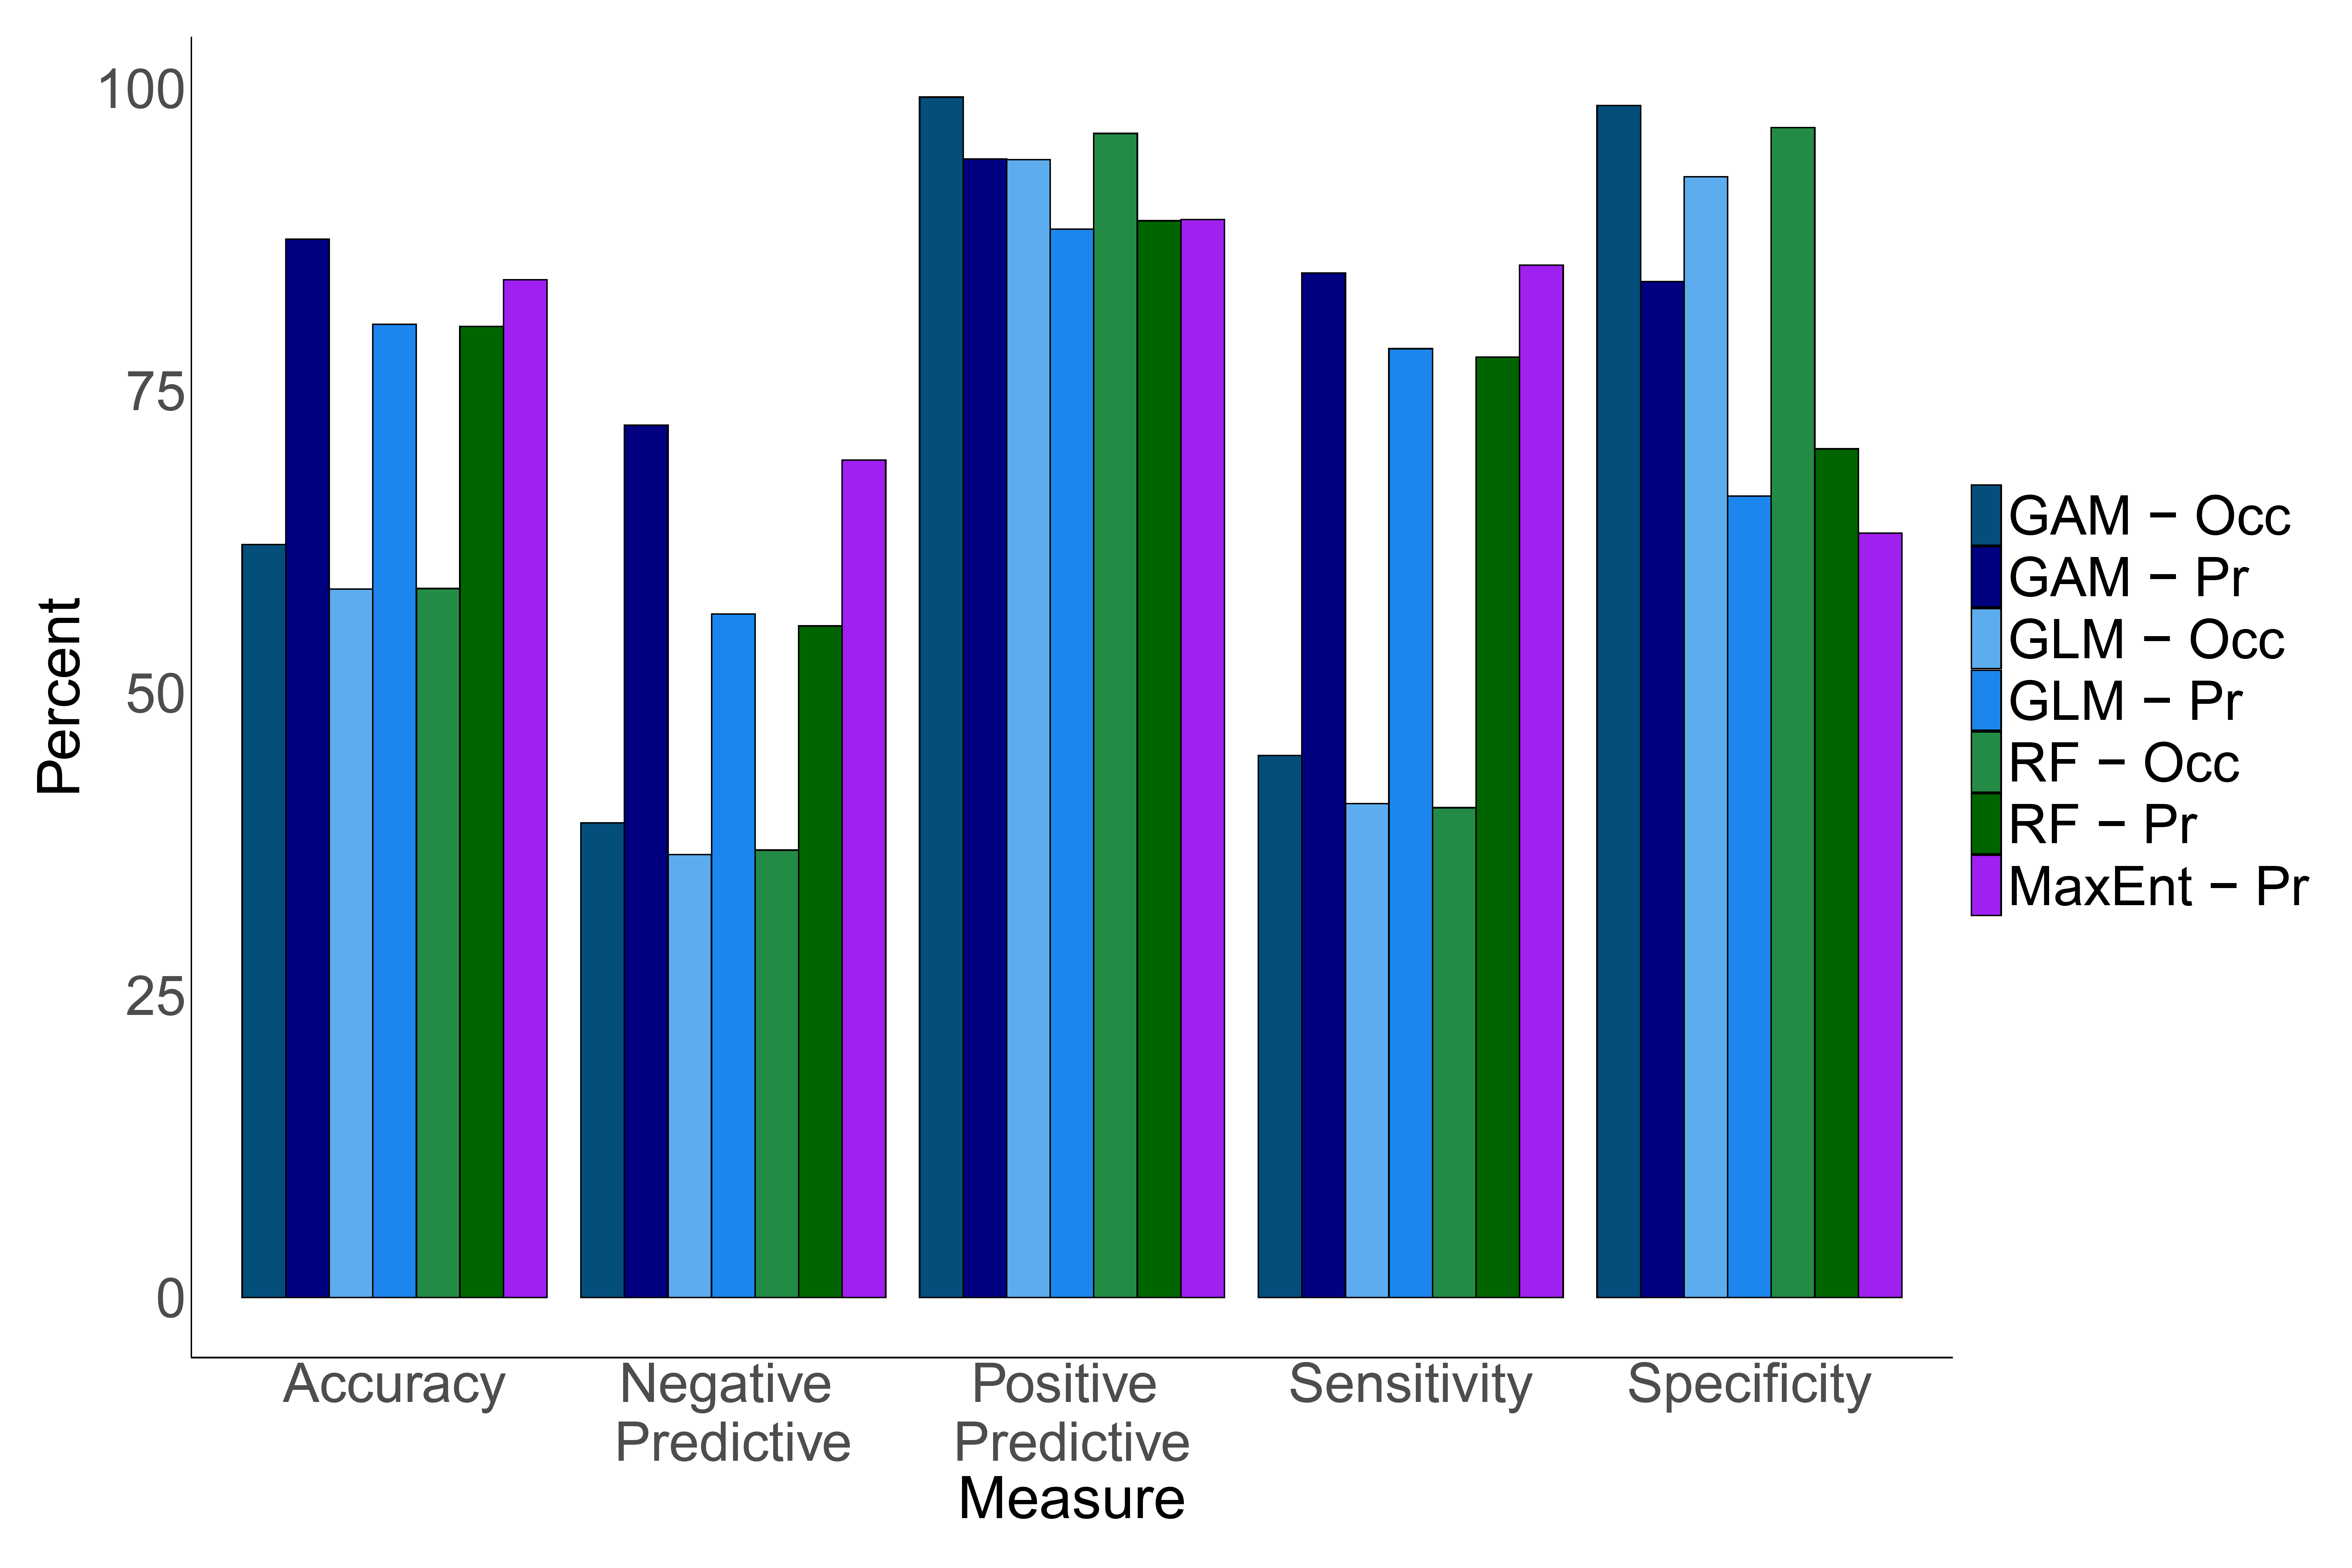 100
75
50
25
0
Percent
Accuracy
Negative
Predictive
Positive
Predictive
Sensitivity
Specificity
Measure
GAM − Occ
GAM − Pr
GLM − Occ
GLM − Pr
RF − Occ
RF − Pr
MaxEnt − Pr